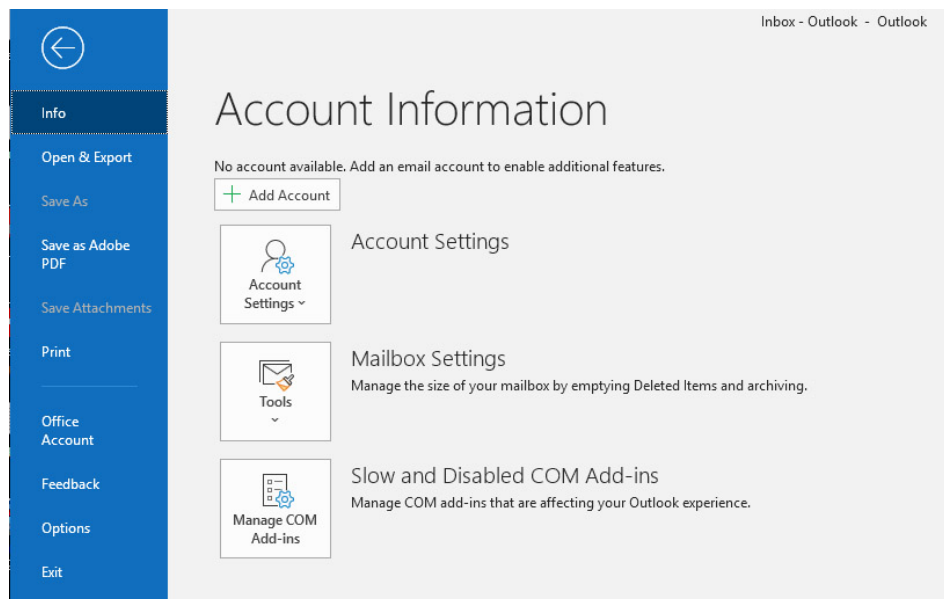 Inbox - Outlook - Outlook
Info
Open & Export
Save As
Save as Adobe
PDF
Save Attachments
Print
Office
Account
Feedback
Options
Exit
Account Information
No account available. Add an email account to enable additional features.
Add Account
Account
Settings
Account Settings
Tools
Mailbox Settings
Manage the size of your mailbox by emptying Deleted Items and archiving.
Manage COM
Add-ins
Slow and Disabled COM Add-ins
Manage COM add-ins that are affecting your Outlook experience.